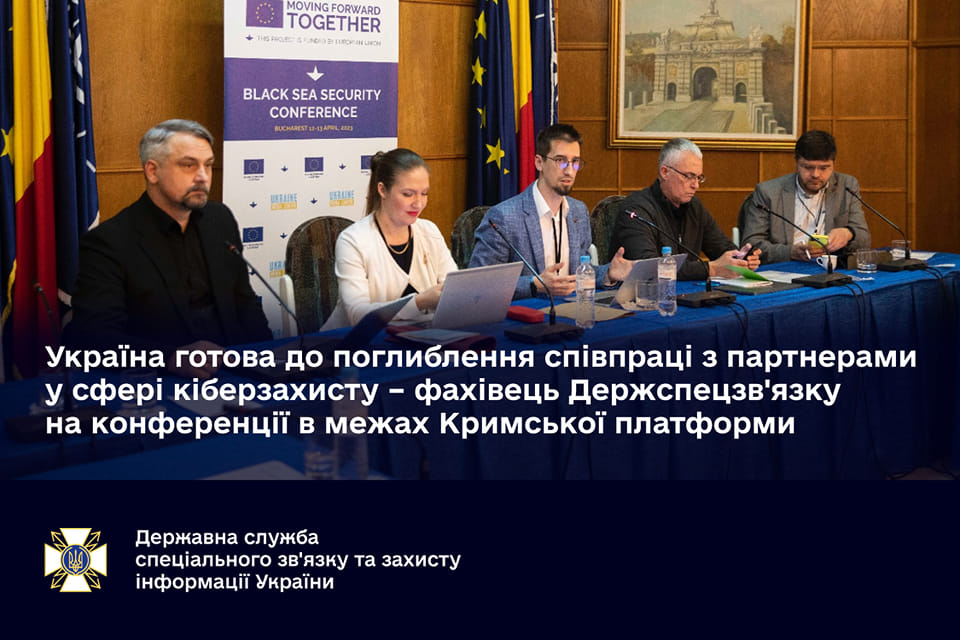 MOVING FORWARD
TOGETHER
THIS PROJECT IS FUNDED BY EUROPEAN UNION
BLACK SEA SECURITY
CONFERENCE
BUCHAREST 12-13 APRIL, 2023
UKRAINE
UKRAINE
Україна готова до поглиблення співпраці з партнерами
у сфері кіберзахисту – фахівець Держспецзв'язку
на конференції в межах Кримської платформи
Державна служба
спеціального зв'язку та захисту
інформації України